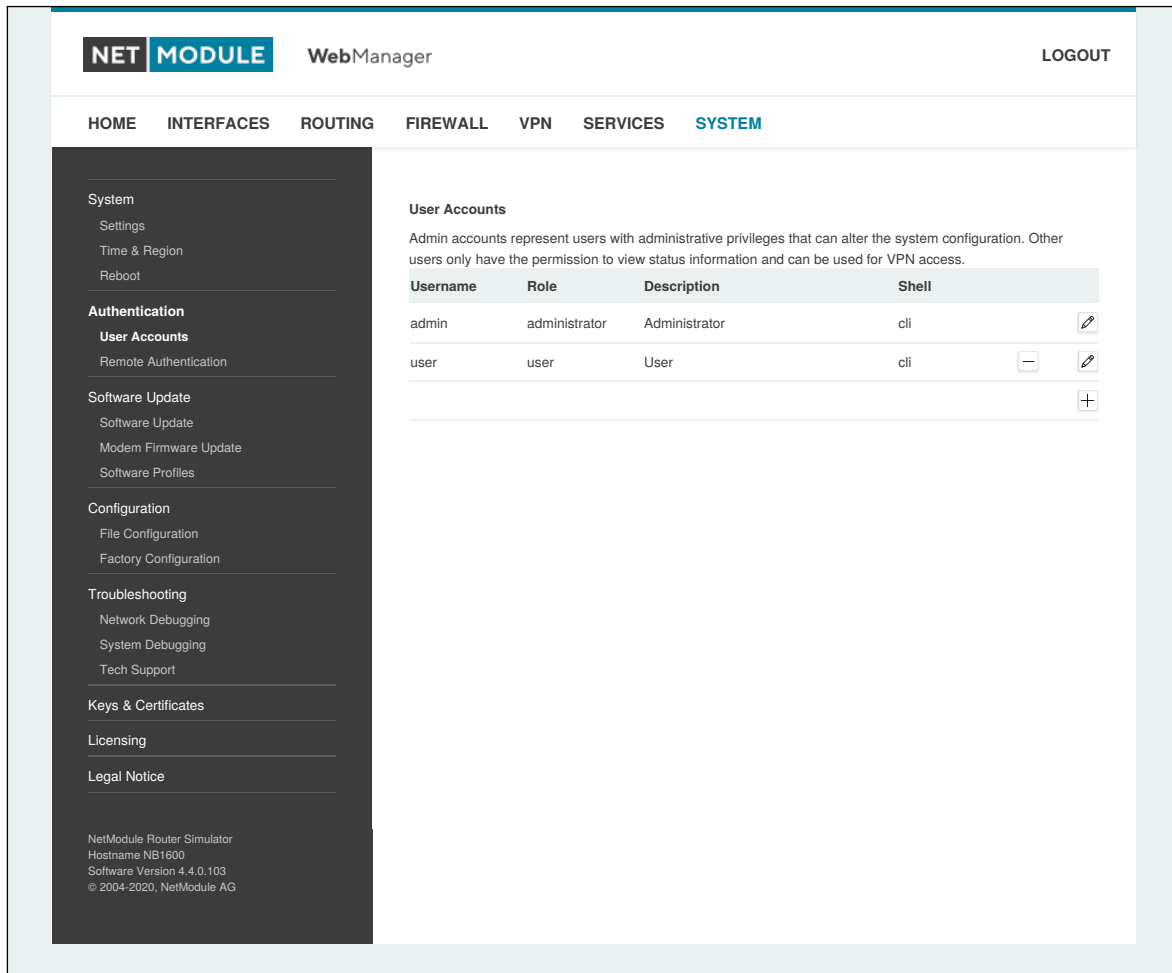 NET MODULE WebManager LOGOUT
HOME INTERFACES ROUTING FIREWALL VPN SERVICES SYSTEM
System
Settings
Time & Region
Reboot
Authentication
User Accounts
Remote Authentication
Software Update
Software Update
Modem Firmware Update
Software Profiles
Configuration
File Configuration
Factory Configuration
Troubleshooting
Network Debugging
System Debugging
Tech Support
Keys & Certificates
Licensing
Legal Notice
NetModule Router Simulator
Hostname NB1600
Software Version 4.4.0.103
© 2004-2020, NetModule AG
User Accounts
Admin accounts represent users with administrative privileges that can alter the system configuration. Other
users only have the permission to view status information and can be used for VPN access.
Username Role Description Shell
admin administrator Administrator cli
user user User cli